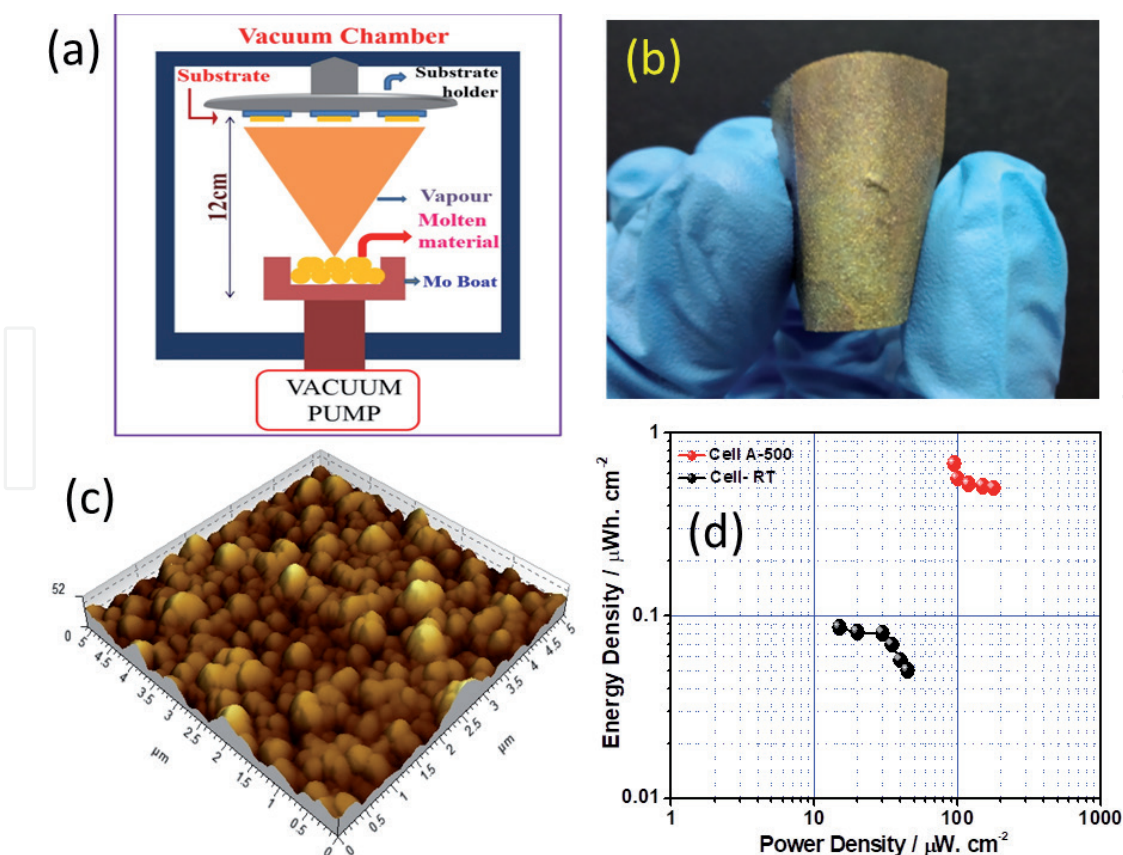 (a)
Vacuum Chamber
Substrate
Substrate
holder
12cm
Vapour
Molten
material
Mo Boat
VACUUM
PUMP
(b)
(c)
52
0
5
4.5
4
3.5
3
2.5
2
1.5
1
0.5
0
µm
0
0.5
1
1.5
2
2.5
3
3.5
4
4.5
5
µm
(d)
Cell A-500
Cell- RT
1
0.1
0.01
Energy Density / µWh. cm-2
1
10
100
1000
Power Density / µW. cm-2